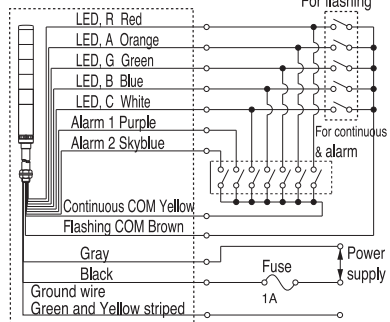 For flashing
LED, R Red
LED, A Orange
LED, G Green
LED, B Blue
LED, C White
Alarm 1 Purple
Alarm 2 Skyblue
For continuous
& alarm
Continuous COM Yellow
Flashing COM Brown
Gray
Black
Fuse
1A
Power
supply
Ground wire
Green and Yellow striped